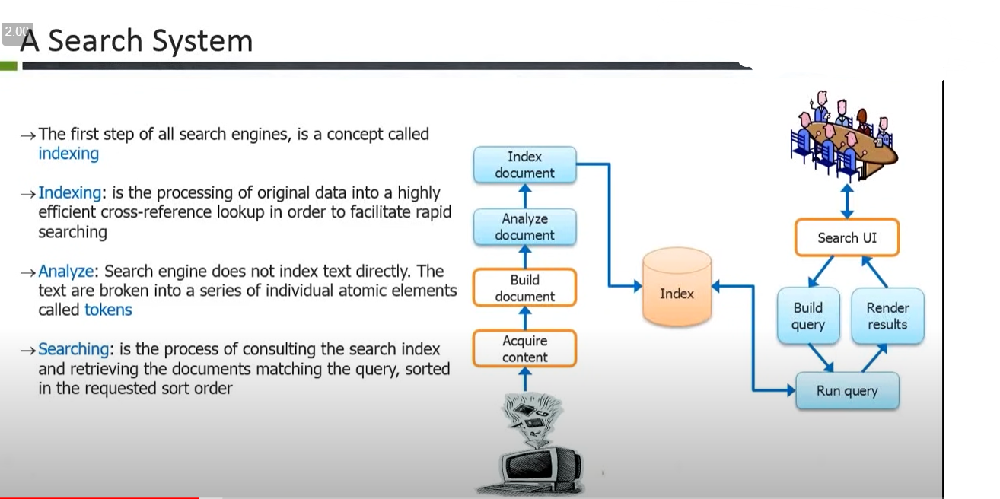 2.00
A Search System
→The first step of all search engines, is a concept called
indexing
→Indexing: is the processing of original data into a highly
efficient cross-reference lookup in order to facilitate rapid
searching
→Analyze: Search engine does not index text directly. The
text are broken into a series of individual atomic elements
called tokens
→Searching: is the process of consulting the search index
and retrieving the documents matching the query, sorted
in the requested sort order
Index
document
Analyze
document
Build
document
Acquire
content
Index
Search UI
Build
query
Render
results
Run query